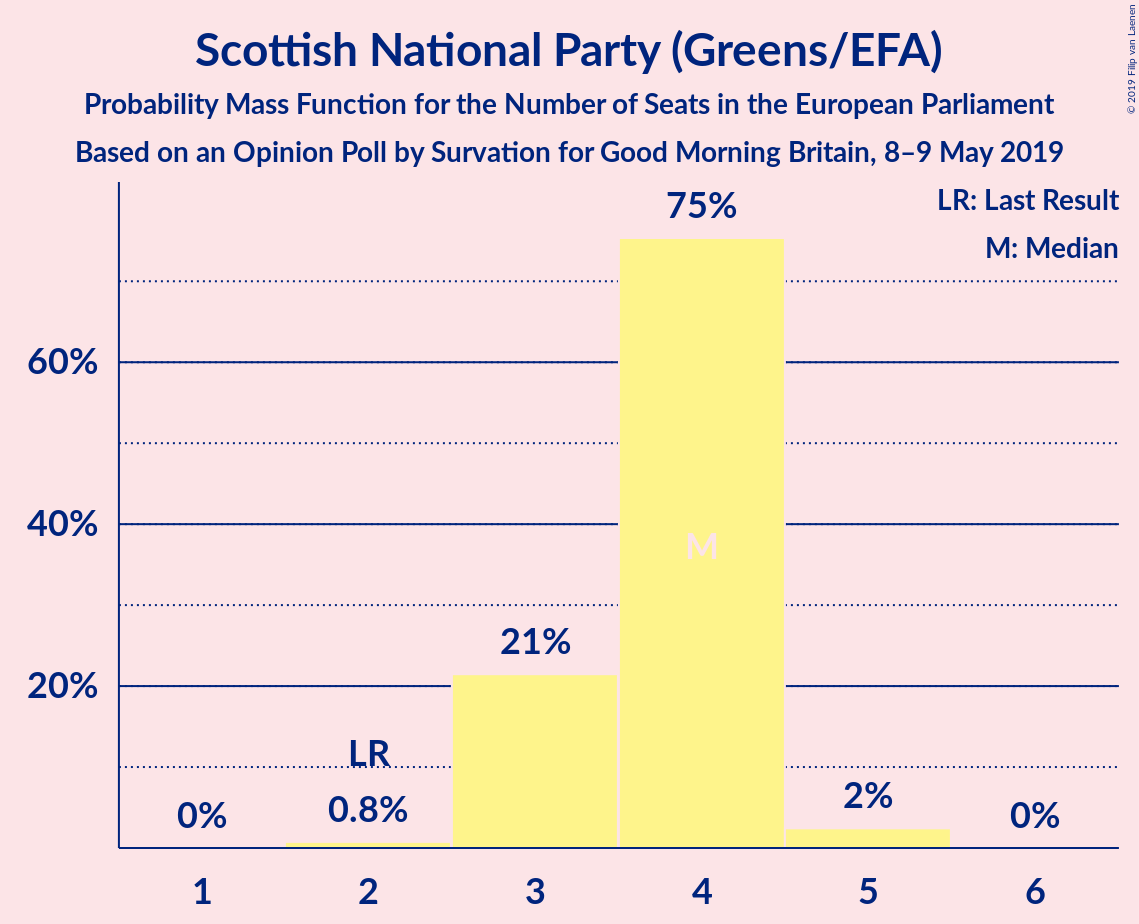 Scottish National Party (Greens/EFA)
Probability Mass Function for the Number of Seats in the European Parliament
Based on an Opinion Poll by Survation for Good Morning Britain, 8–9 May 2019
© 2019 Filip van Laenen
LR: Last Result
M: Median
75%
60%
40%
M
21%
20%
LR
0% 0.8% 2% 0%
1 2 3 4 5 6